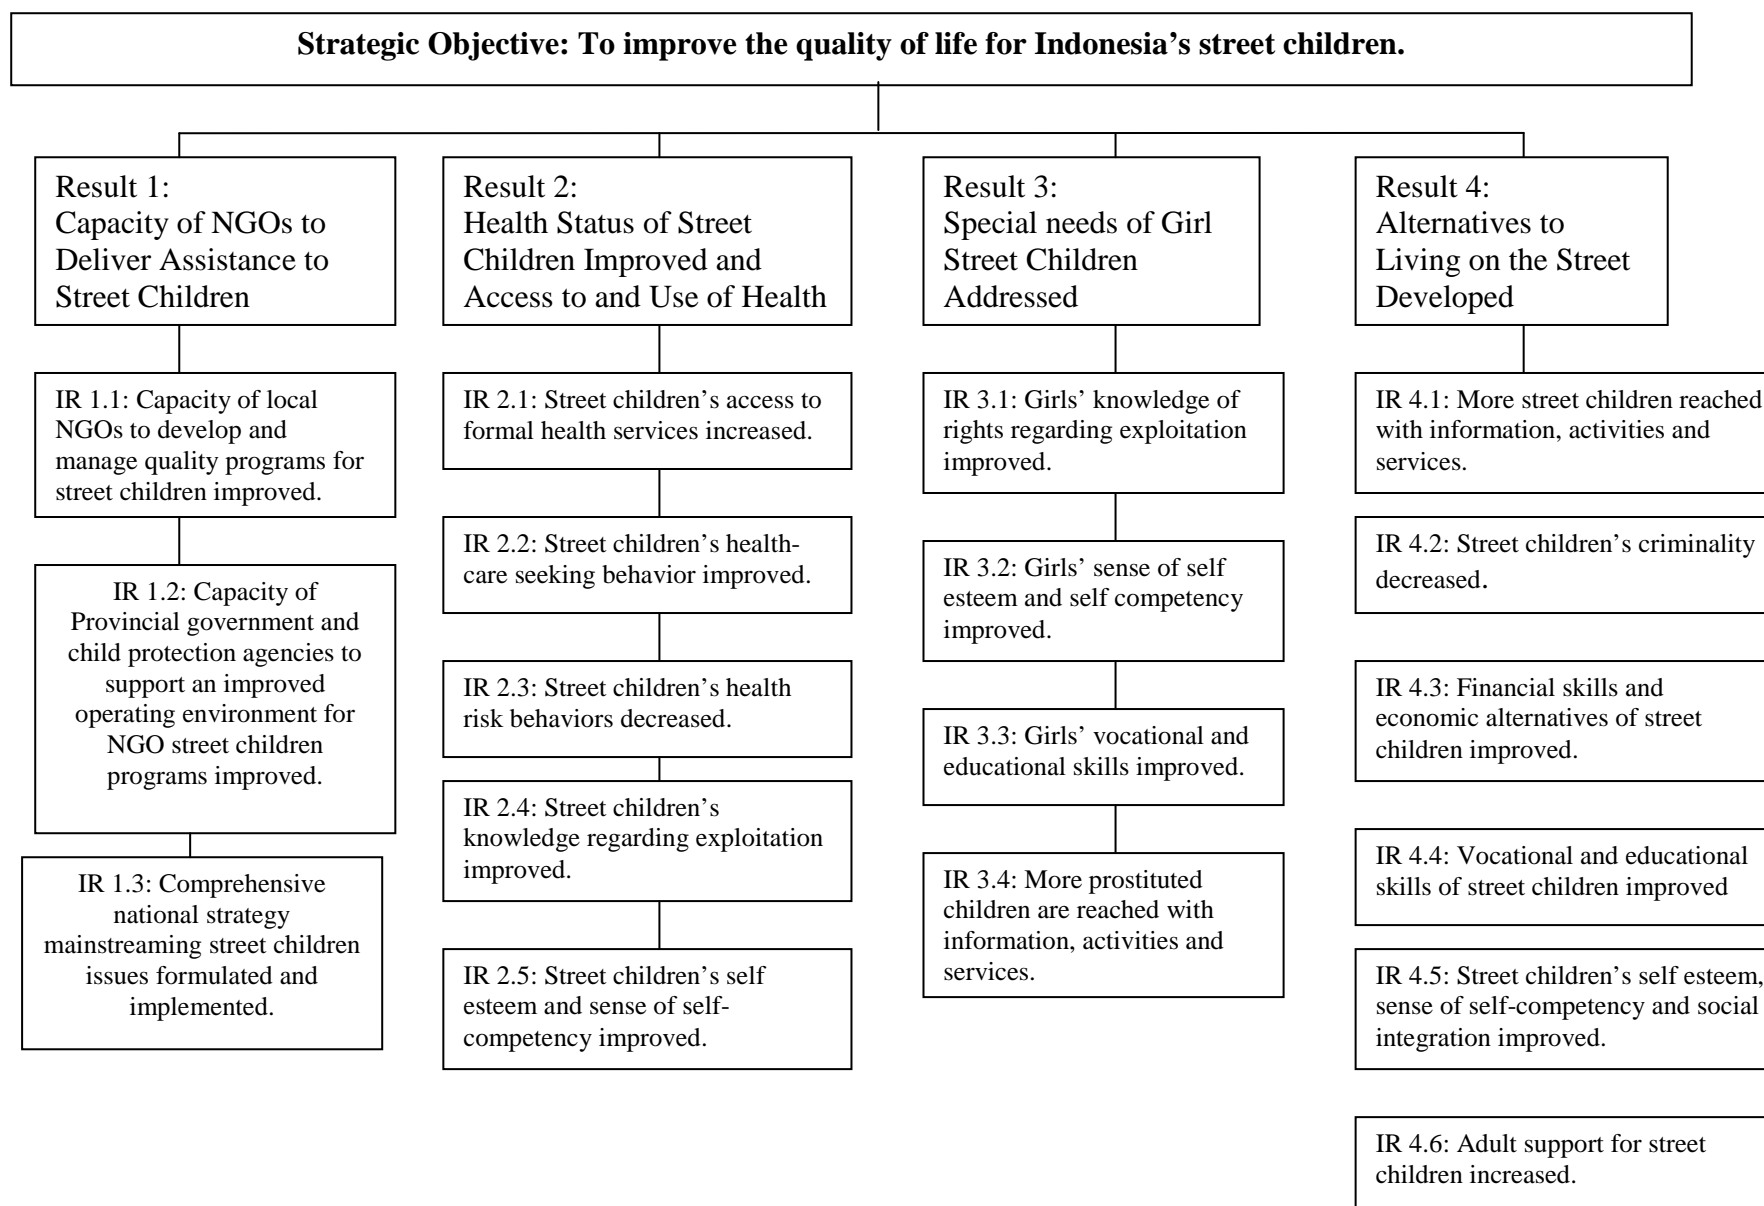 Strategic Objective: To improve the quality of life for Indonesia’s street children.
Result 1:
Capacity of NGOs to
Deliver Assistance to
Street Children
IR 1.1: Capacity of local
NGOs to develop and
manage quality programs for
street children improved.
IR 1.2: Capacity of
Provincial government and
child protection agencies to
support an improved
operating environment for
NGO street children
programs improved.
IR 1.3: Comprehensive
national strategy
mainstreaming street children
issues formulated and
implemented.
Result 2:
Health Status of Street
Children Improved and
Access to and Use of Health
IR 2.1: Street children’s access to
formal health services increased.
IR 2.2: Street children’s health-
care seeking behavior improved.
IR 2.3: Street children’s health
risk behaviors decreased.
IR 2.4: Street children’s
knowledge regarding exploitation
improved.
IR 2.5: Street children’s self
esteem and sense of self-
competency improved.
Result 3:
Special needs of Girl
Street Children
Addressed
IR 3.1: Girls’ knowledge of
rights regarding exploitation
improved.
IR 3.2: Girls’ sense of self
esteem and self competency
improved.
IR 3.3: Girls’ vocational and
educational skills improved.
IR 3.4: More prostituted
children are reached with
information, activities and
services.
Result 4:
Alternatives to
Living on the Street
Developed
IR 4.1: More street children reached
with information, activities and
services.
IR 4.2: Street children’s criminality
decreased.
IR 4.3: Financial skills and
economic alternatives of street
children improved.
IR 4.4: Vocational and educational
skills of street children improved
IR 4.5: Street children’s self esteem,
sense of self-competency and social
integration improved.
IR 4.6: Adult support for street
children increased.